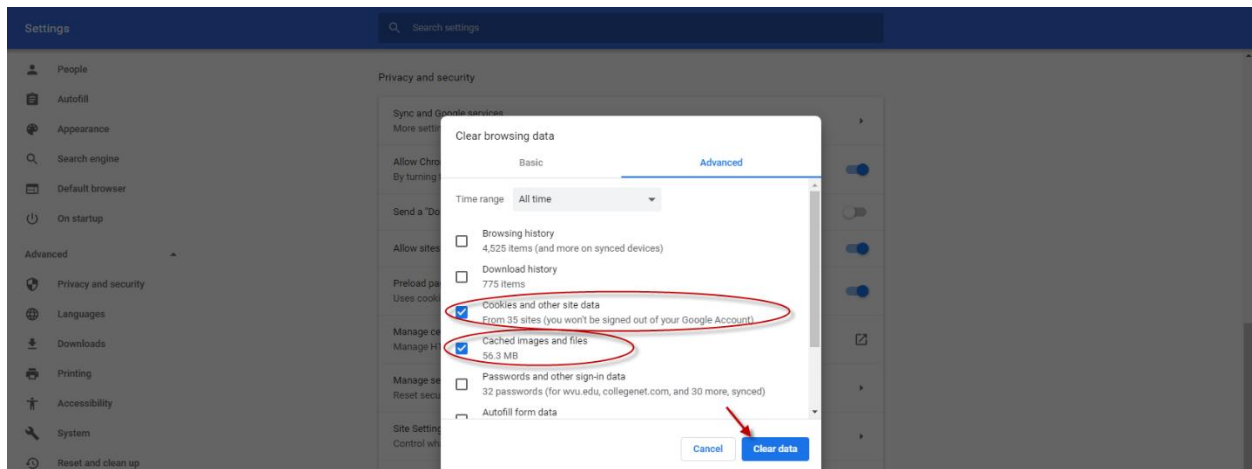 Settings
Search settings
People
Autofill
Appearance
Search engine
Default browser
On startup
Advanced
Privacy and security
Languages
Downloads
Printing
Accessibility
System
Reset and clean up
Privacy and security
Sync and Google services
More settin
Allow Chro
By turning
Send a "Do
Allow sites
Preload pa
Uses cooki
Manage ce
Manage H
Manage se
Reset secu
Site Setting
Control wh
Clear browsing data
Basic
Advanced
Time range All time
Browsing history
4,525 items (and more on synced devices)
Download history
775 items
Cookies and other site data
From 35 sites (you won't be signed out of your Google Account)
Cached images and files
56.3 MB
Passwords and other sign-in data
32 passwords (for wvu.edu, collegenet.com, and 30 more, synced)
Autofill form data
Cancel
Clear data